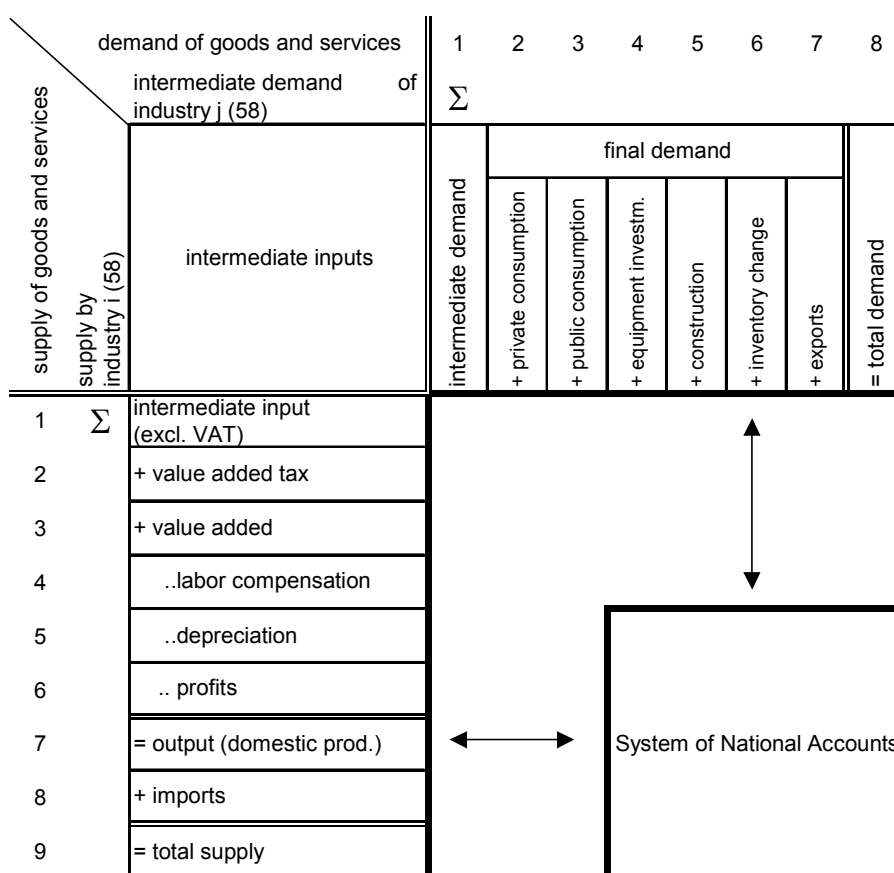 demand of goods and services
1 2 3 4 5 6 7 8
intermediate demand of
industry j (58)
Σ
supply of goods and services
supply by
industry i (58)
intermediate inputs
final demand
intermediate demand
+ private consumption
+ public consumption
+ equipment investm.
+ construction
+ inventory change
+ exports
= total demand
1 Σ intermediate input
(excl. VAT)
2 + value added tax
3 + value added
4 ..labor compensation
5 ..depreciation
6 .. profits
7 = output (domestic prod.)
System of National Accounts
8 + imports
9 = total supply